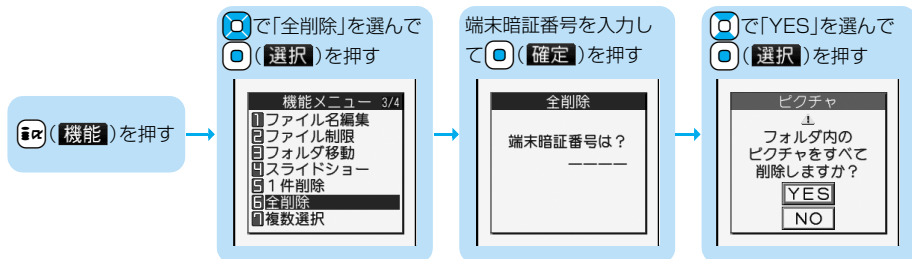 iα(機能)を押す
で「全削除」を選んで
(選択)を押す
機能メニュー 3/4
1ファイル名編集
2ファイル制限
3フォルダ移動
4スライドショー
5１件削除
6全削除
7複数選択
端末暗証番号を入力し
て(確定)を押す
全削除
端末暗証番号は？
____
で「YES」を選んで
(選択)を押す
ピクチャ
フォルダ内の
ピクチャをすべて
削除しますか？
YES
NO